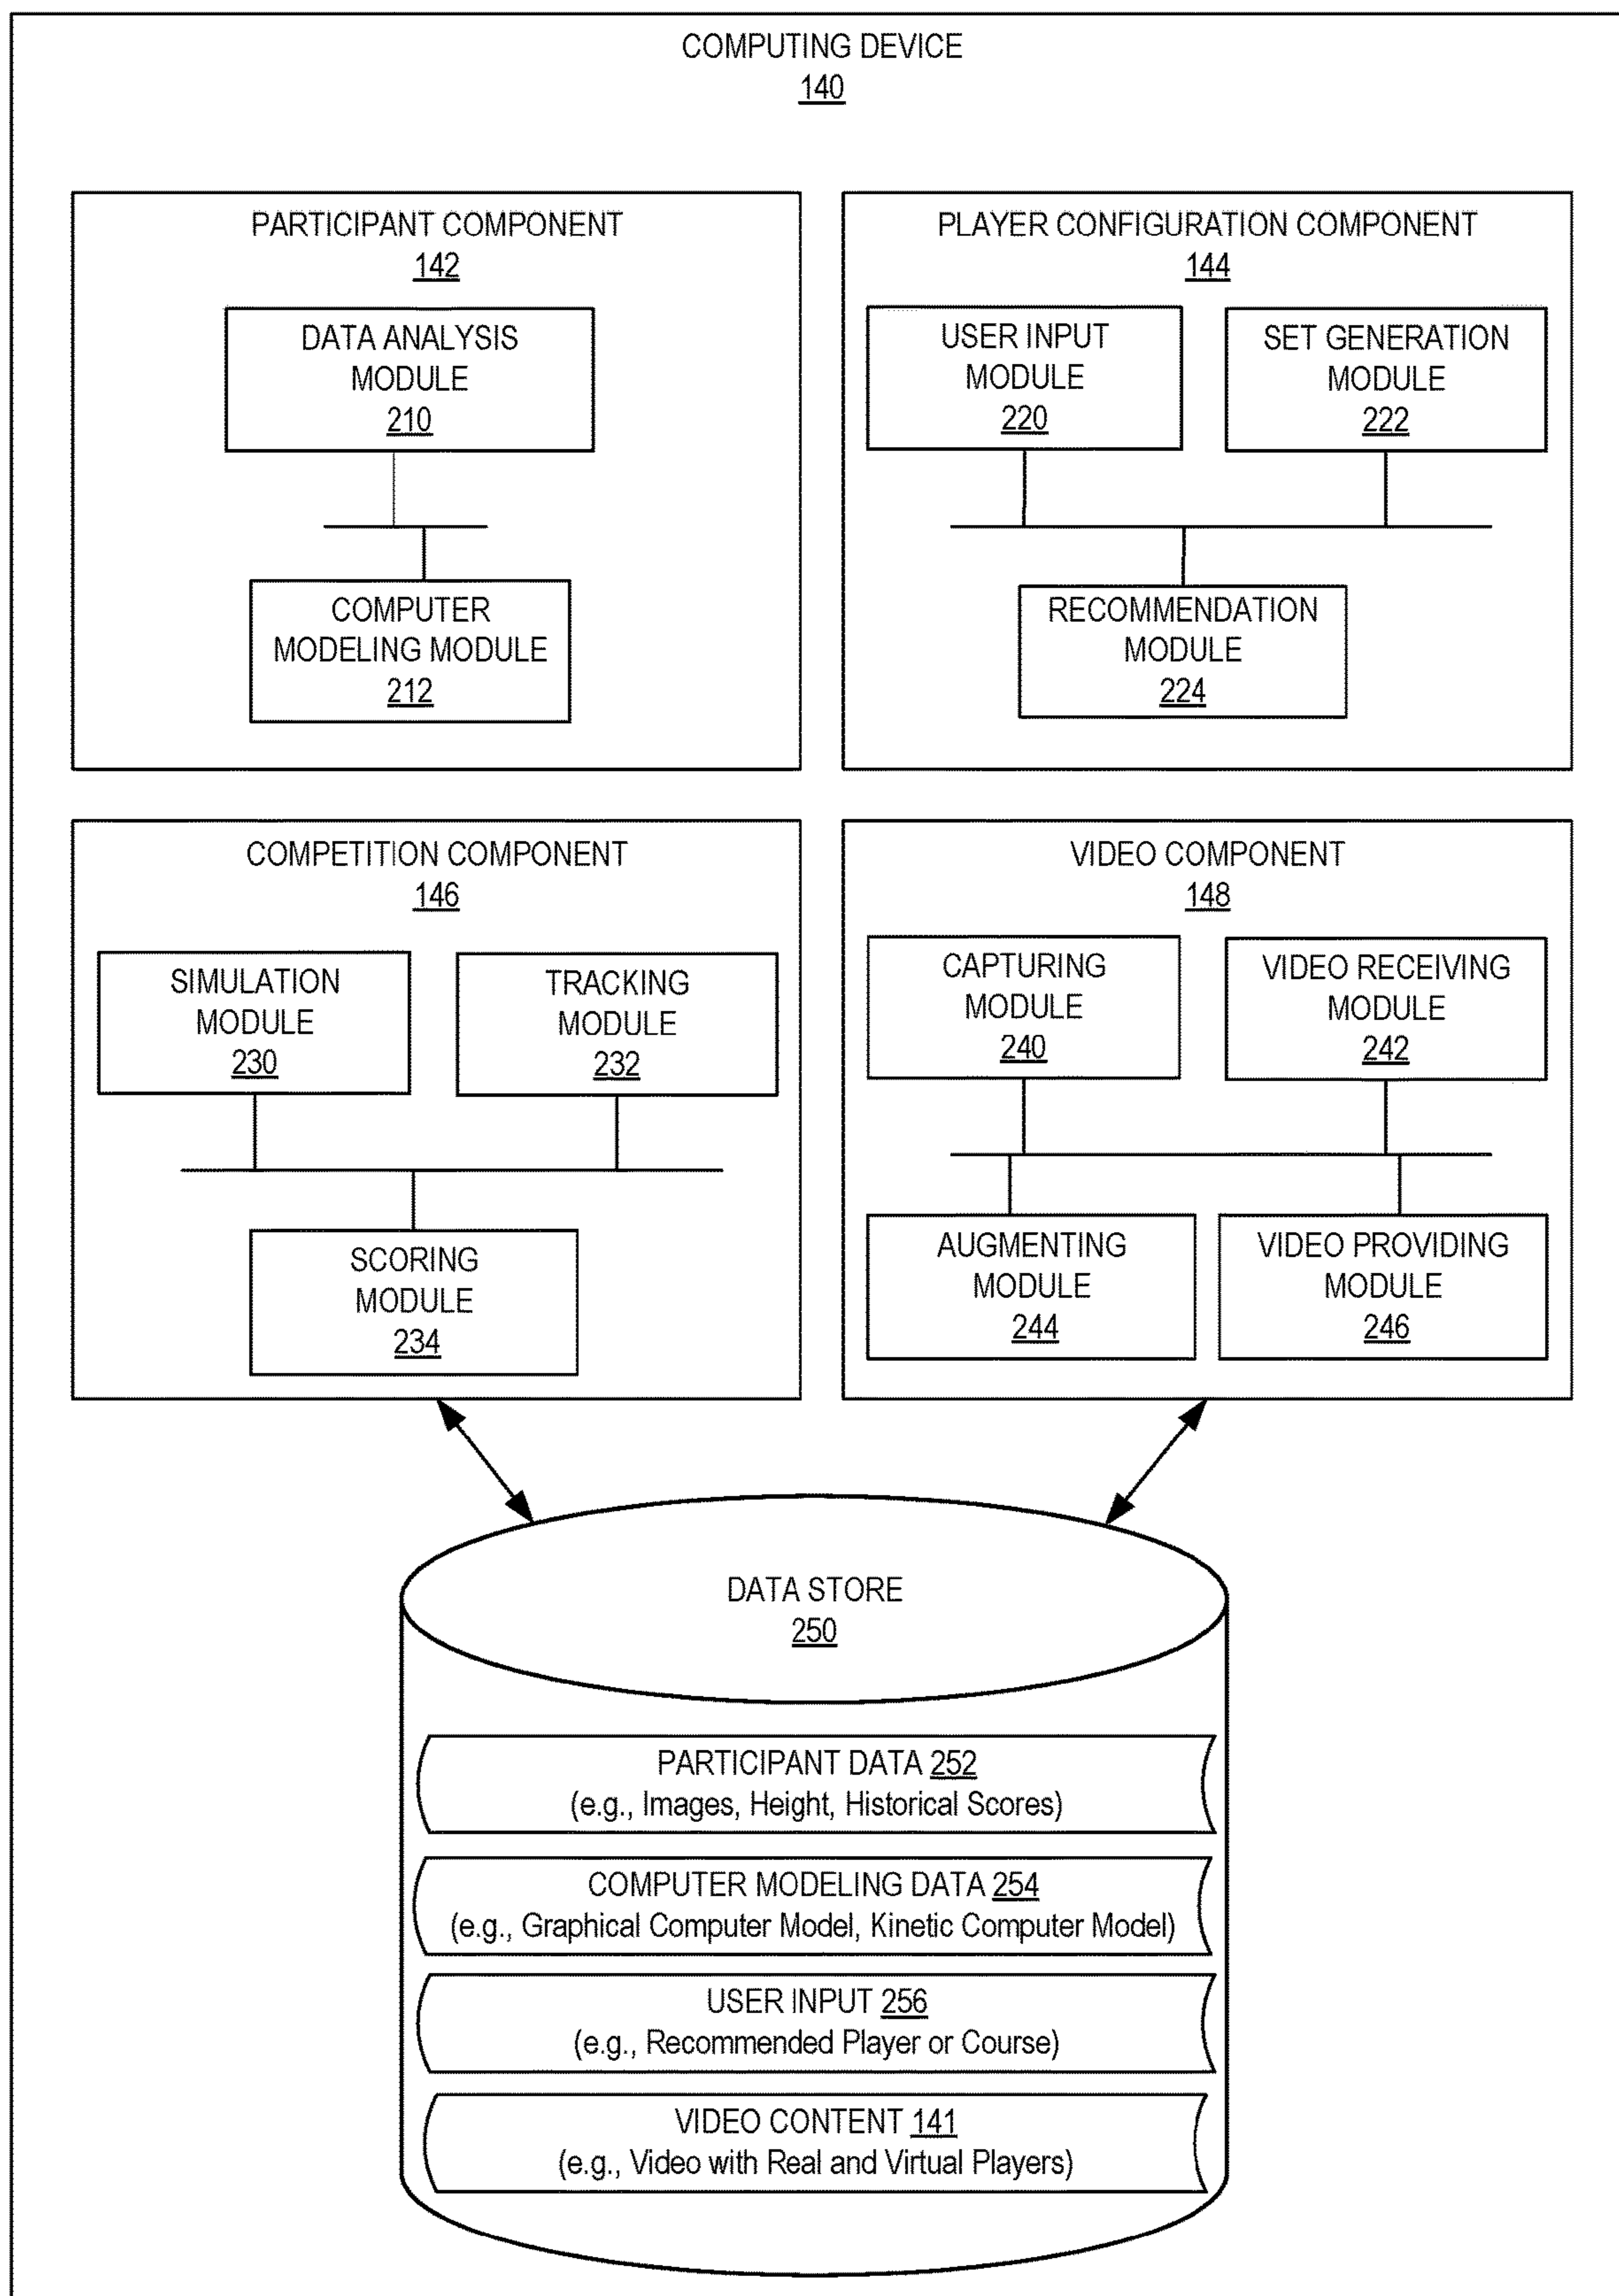 COMPUTING DEVICE
140
PARTICIPANT COMPONENT
142
DATA ANALYSIS
MODULE
210
COMPUTER
MODELING MODULE
212
PLAYER CONFIGURATION COMPONENT
144
USER INPUT
MODULE
220
SET GENERATION
MODULE
222
RECOMMENDATION
MODULE
224
COMPETITION COMPONENT
146
SIMULATION
MODULE
230
TRACKING
MODULE
232
SCORING
MODULE
234
VIDEO COMPONENT
148
CAPTURING
MODULE
240
VIDEO RECEIVING
MODULE
242
AUGMENTING
MODULE
244
VIDEO PROVIDING
MODULE
246
DATA STORE
250
PARTICIPANT DATA 252
(e.g., Images, Height, Historical Scores)
COMPUTER MODELING DATA 254
(e.g., Graphical Computer Model, Kinetic Computer Model)
USER INPUT 256
(e.g., Recommended Player or Course)
VIDEO CONTENT 141
(e.g., Video with Real and Virtual Players)